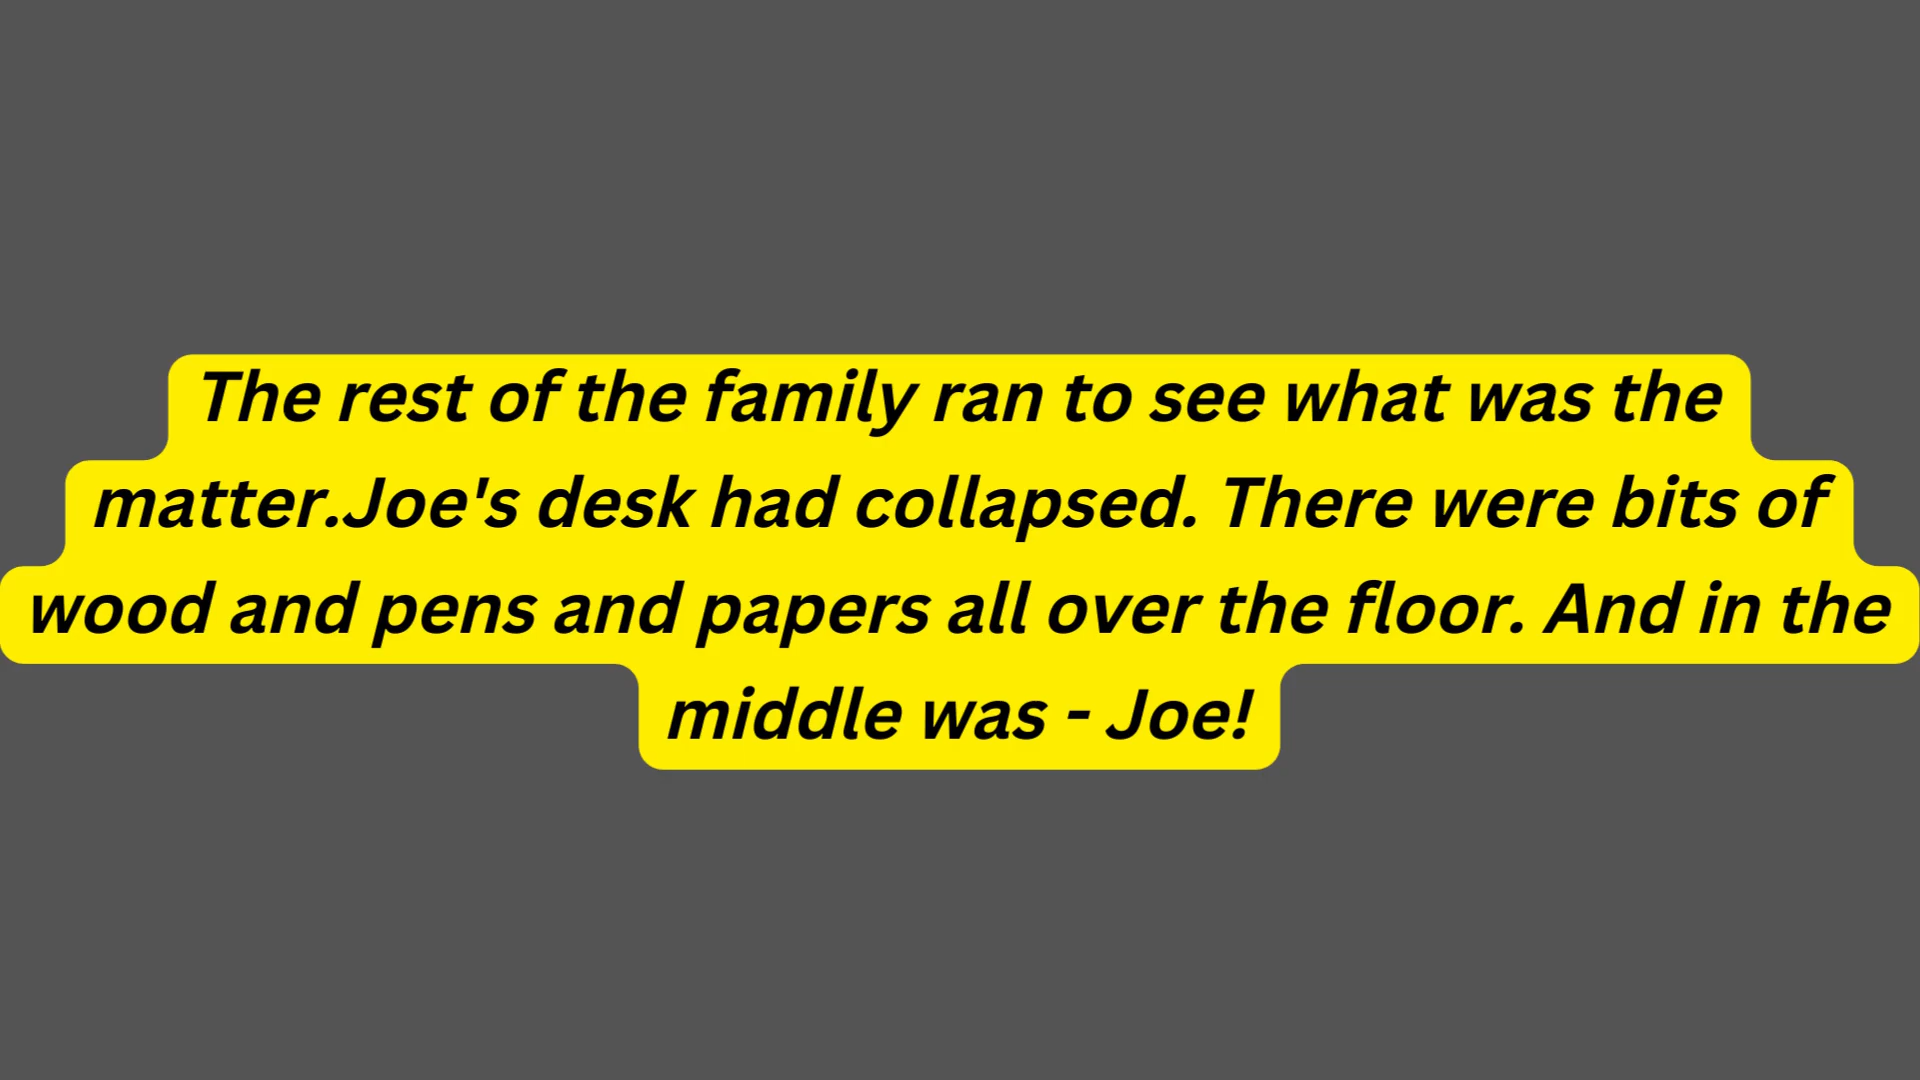 The rest of the family ran to see what was the
matter.Joe's desk had collapsed. There were bits of
wood and pens and papers all over the floor. And in the
middle was - Joe!